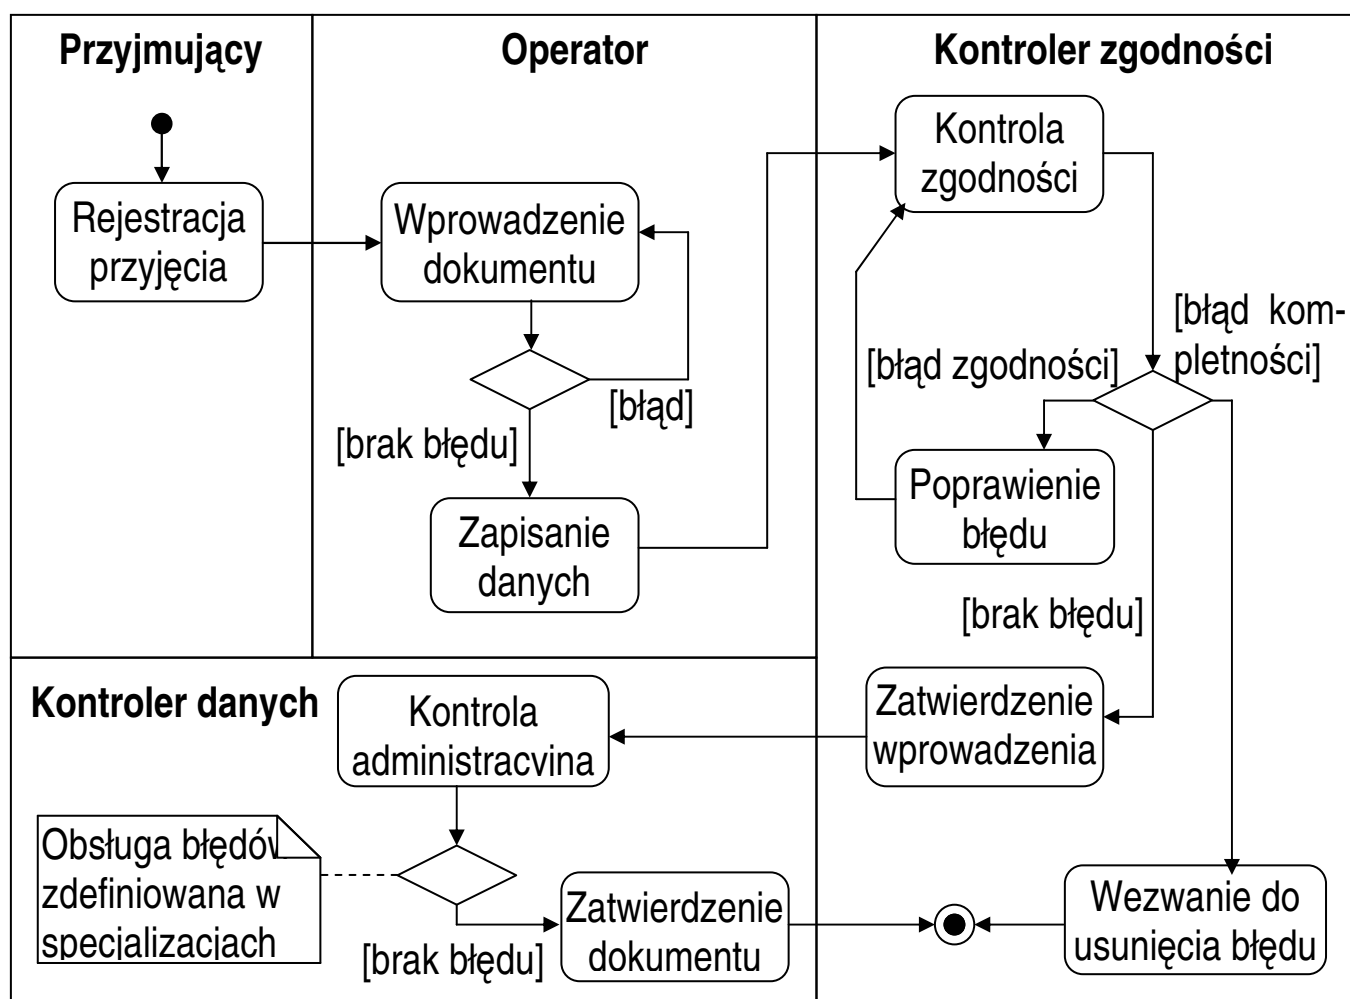 Przyjmujący
Operator
Kontroler zgodności
Rejestracja
przyjęcia
Wprowadzenie
dokumentu
[błąd]
[brak błędu]
Zapisanie
danych
Kontrola
zgodności
[błąd kom-
pletności]
[błąd zgodności]
Poprawienie
błędu
[brak błędu]
Zatwierdzenie
wprowadzenia
Kontroler danych
Kontrola
administracyjna
Obsługa błędów
zdefiniowana w
specjalizacjach
[brak błędu]
Zatwierdzenie
dokumentu
Wezwanie do
usunięcia błędu